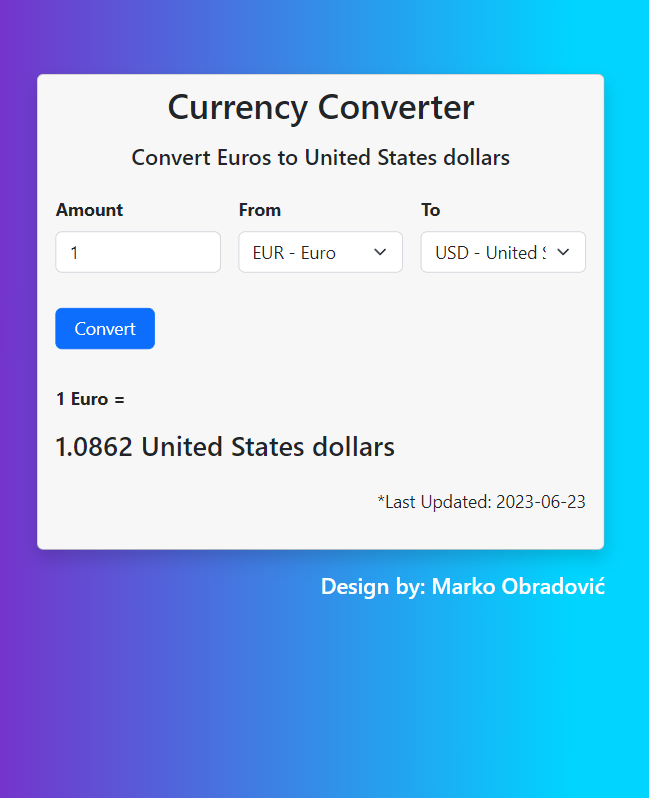 Currency Converter
Convert Euros to United States dollars
Amount From To
1 EUR - Euro USD - United
Convert
1 Euro =
1.0862 United States dollars
*Last Updated: 2023-06-23
Design by: Marko Obradović